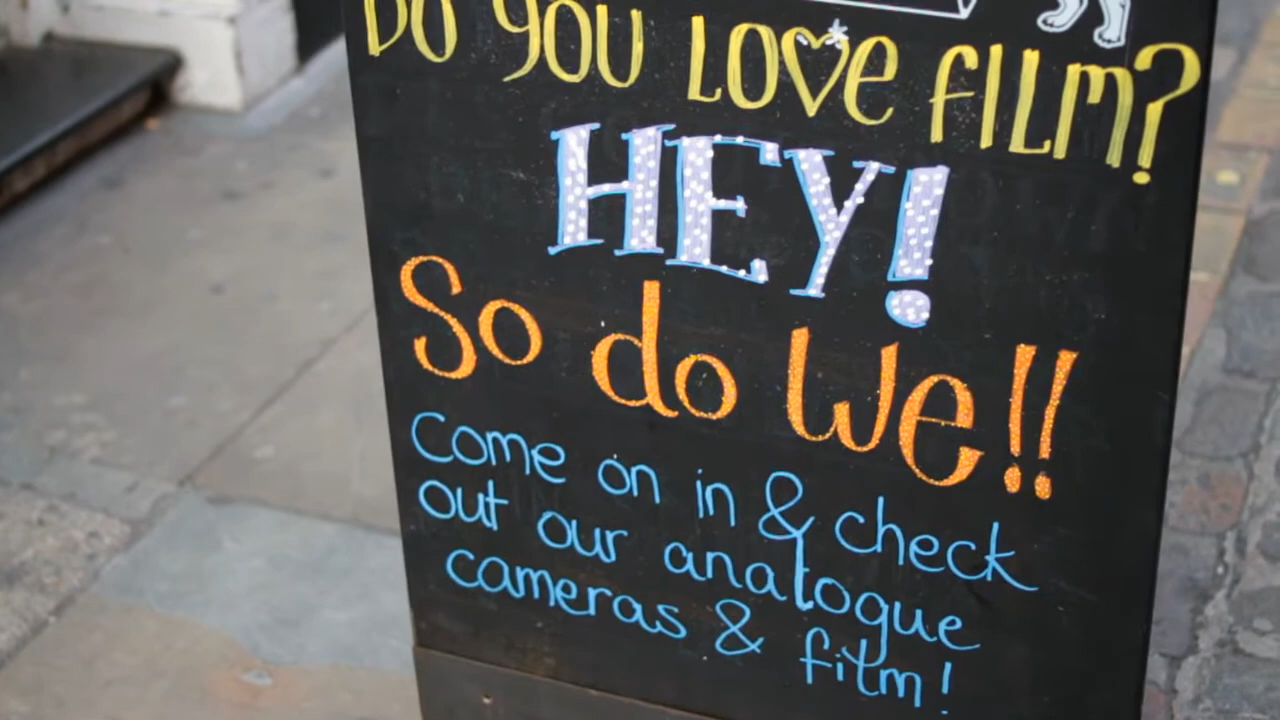 Do you Love film?
HEY!
So do We!!
Come on in & check
out our analogue
cameras & film!